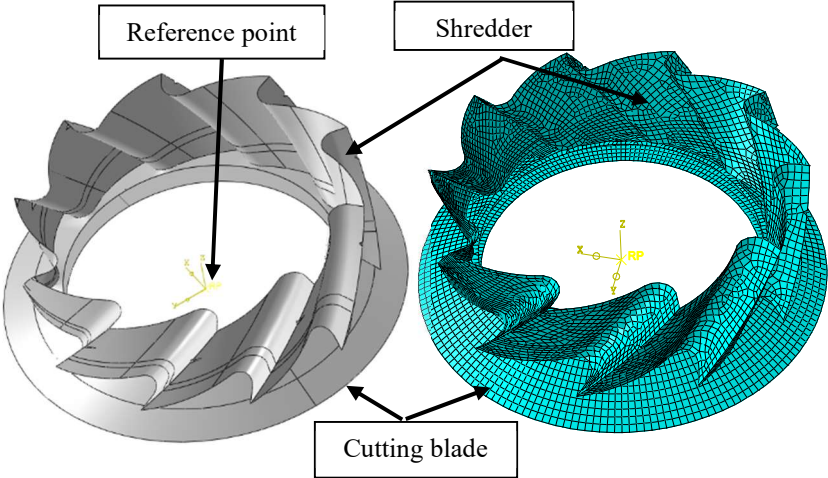 Reference point
Shredder
Z
X
RP
Y
X
Z
Y
Cutting blade